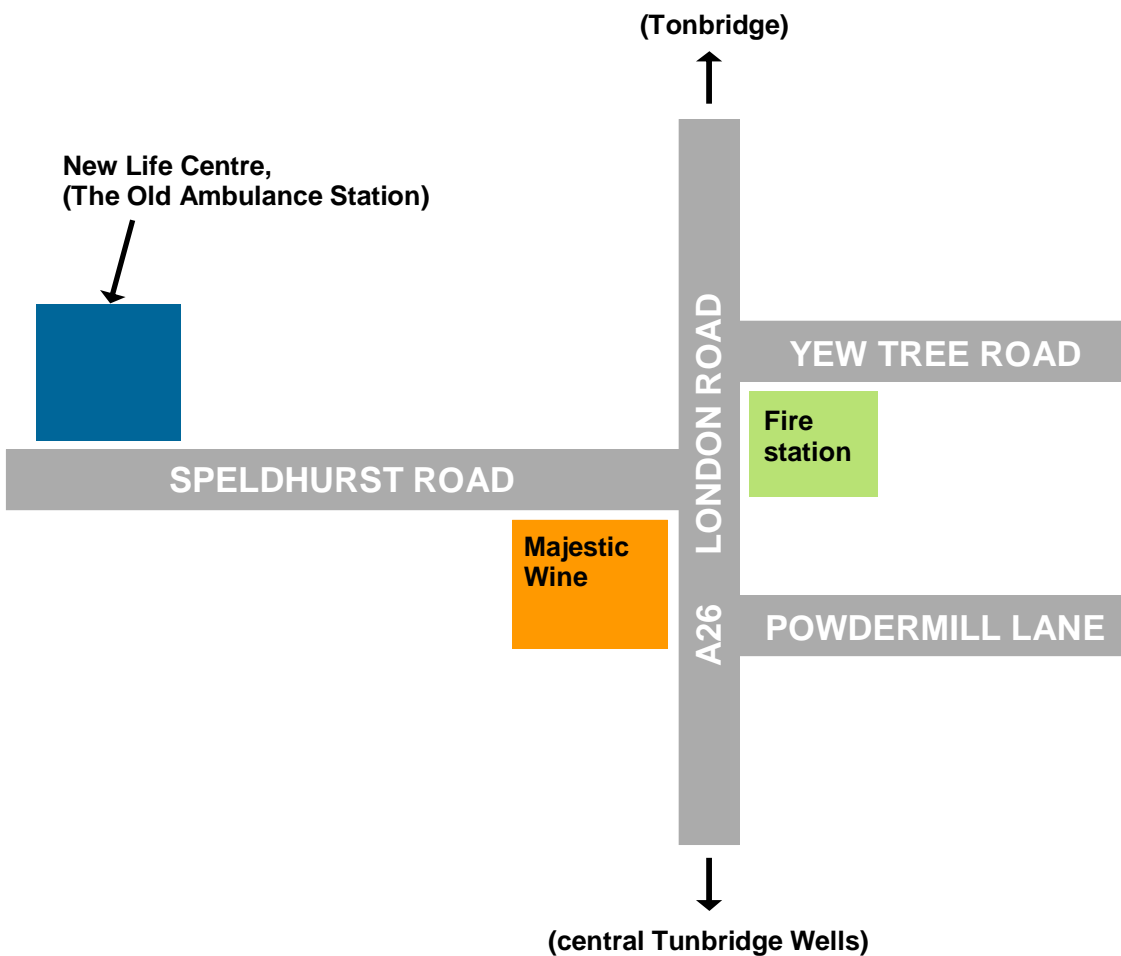 (Tonbridge)
New Life Centre,
(The Old Ambulance Station)
LONDON ROAD
YEW TREE ROAD
Fire
station
SPELDHURST ROAD
Majestic
Wine
A26
POWDERMILL LANE
(central Tunbridge Wells)